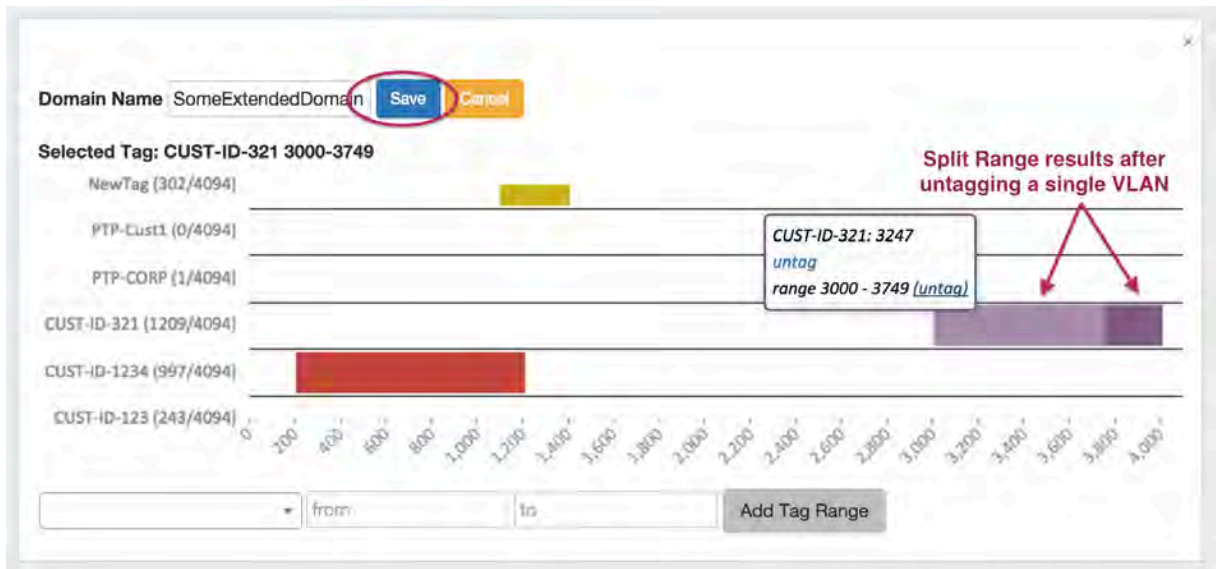 ×
Domain Name SomeExtendedDomain Save Cancel
Selected Tag: CUST-ID-321 3000-3749
Split Range results after
untagging a single VLAN
NewTag (302/4094)
PTP-Cust1 (0/4094)
CUST-ID-321: 3247
untag
range 3000 - 3749 (untag)
PTP-CORP (1/4094)
CUST-ID-321 (1209/4094)
CUST-ID-1234 (997/4094)
CUST-ID-123 (243/4094)
0 200 400 600 800 1,000 1,200 1,400 1,600 1,800 2,000 2,200 2,400 2,600 2,800 3,000 3,200 3,400 3,600 3,800 4,000
from to Add Tag Range